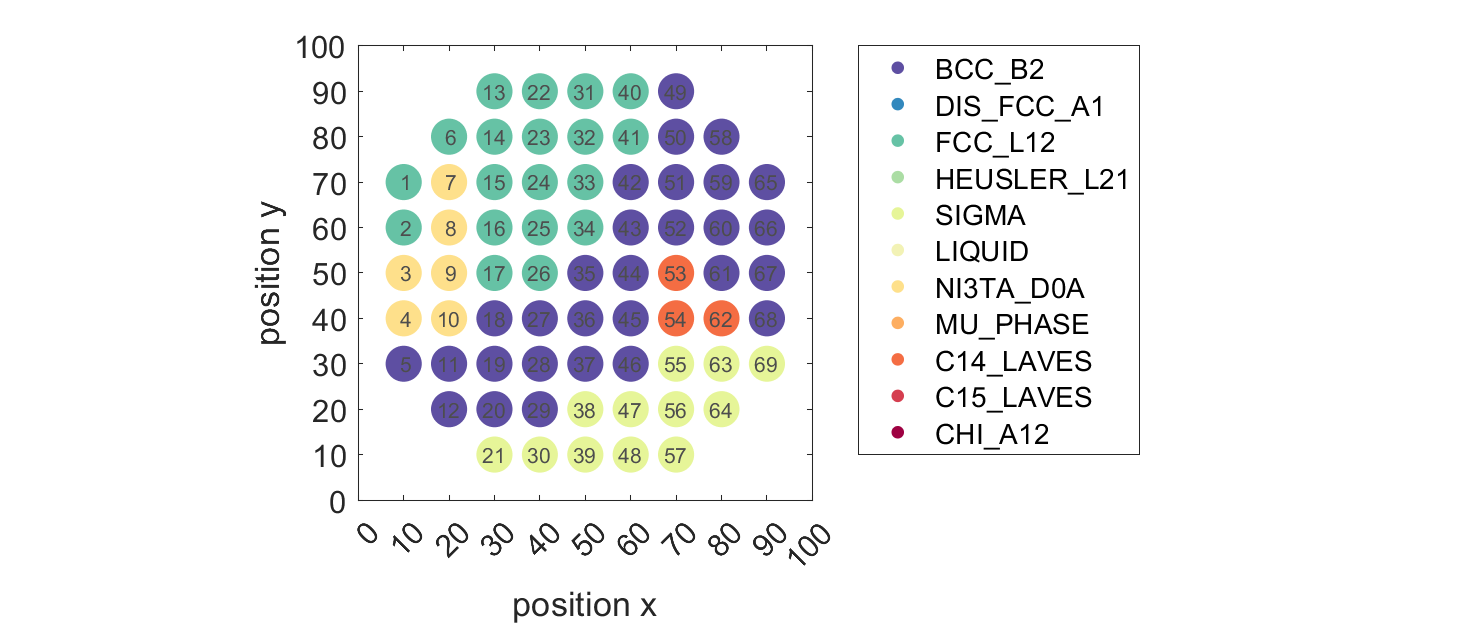 100
90 13 22 31 40 49
80 6 14 23 32 41 50 58
70 1 7 15 24 33 42 51 59 65
60 2 8 16 25 34 43 52 60 66
50 3 9 17 26 35 44 53 61 67
40 4 10 18 27 36 45 54 62 68
30 5 11 19 28 37 46 55 63 69
20 12 20 29 38 47 56 64
10 21 30 39 48 57
0
position y
0 10 20 30 40 50 60 70 80 90 100
position x
BCC_B2
DIS_FCC_A1
FCC_L12
HEUSLER_L21
SIGMA
LIQUID
NI3TA_D0A
MU_PHASE
C14_LAVES
C15_LAVES
CHI_A12